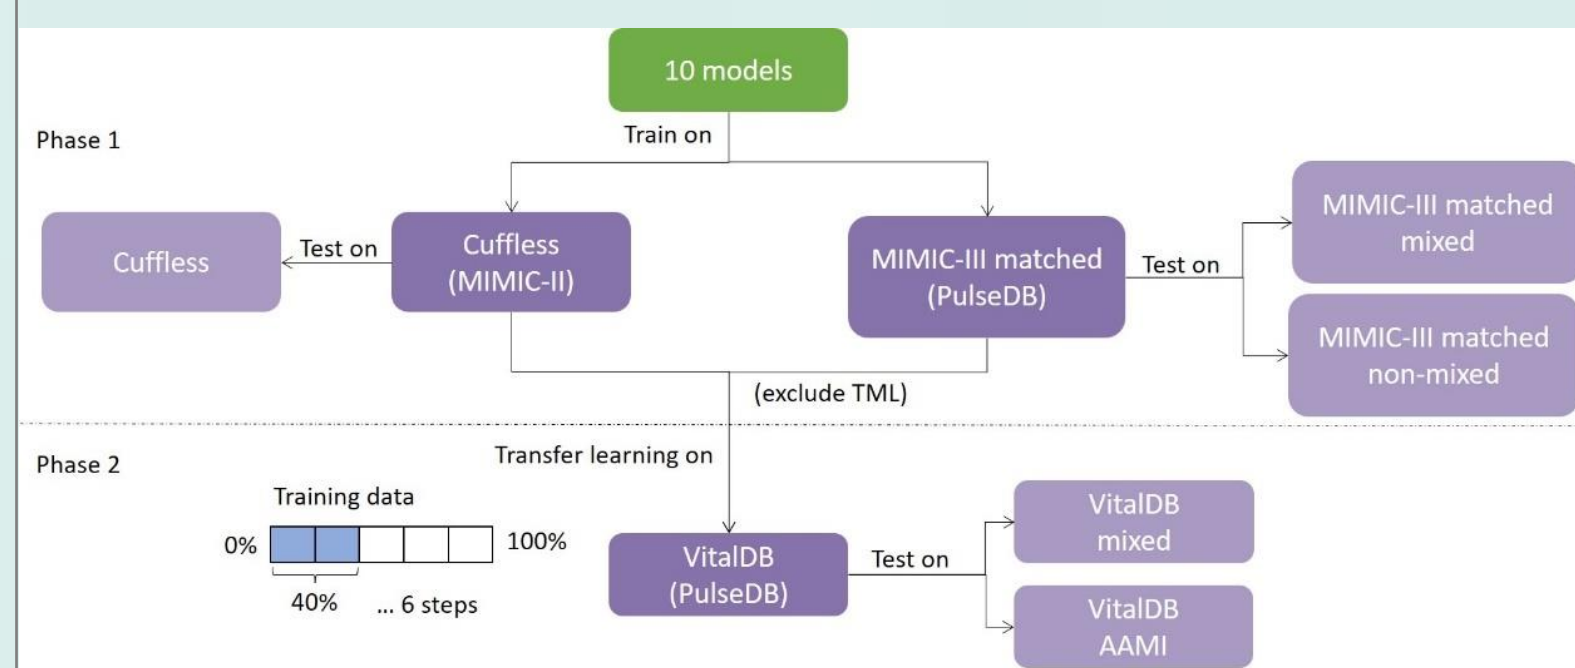 10 models
Train on
Phase 1
Cuffless
Test on
Cuffless
(MIMIC-II)
MIMIC-III matched
(PulseDB)
Test on
MIMIC-III matched
mixed
MIMIC-III matched
non-mixed
(exclude TML)
Phase 2
Transfer learning on
Training data
0%
100%
40%
... 6 steps
VitalDB
(PulseDB)
Test on
VitalDB
mixed
VitalDB
AAMI